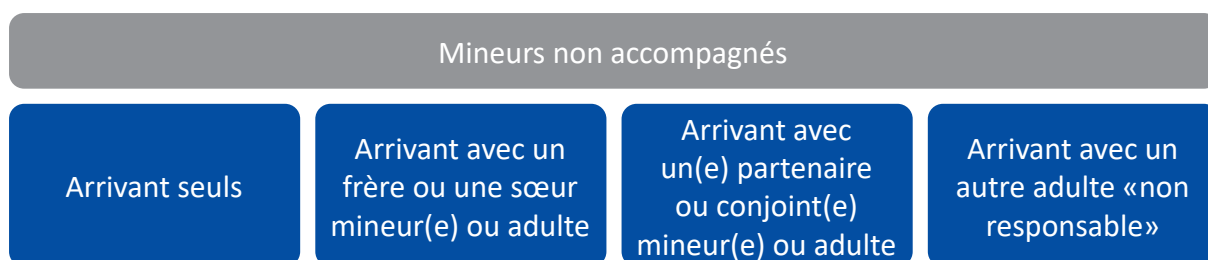 Mineurs non accompagnés
Arrivant seuls
Arrivant avec un
frère ou une sœur
mineur(e) ou adulte
Arrivant avec
un(e) partenaire
ou conjoint(e)
mineur(e) ou adulte
Arrivant avec un
autre adulte «non
responsable»